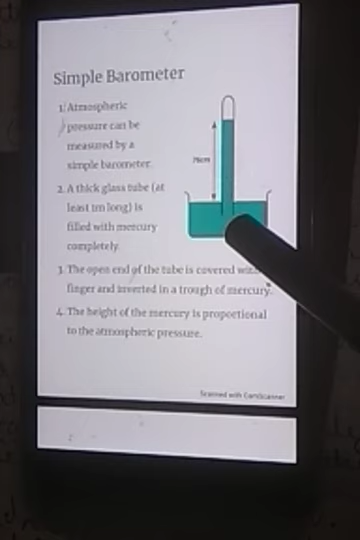 Simple Barometer
1. Atmospheric
pressure can be
measured by a
simple barometer.
76cm
2. A thick glass tube (at
least 1m long) is
filled with mercury
completely.
3. The open end of the tube is covered with
finger and inverted in a trough of mercury.
4. The height of the mercury is proportional
to the atmospheric pressure.
Scanned with CamScanner